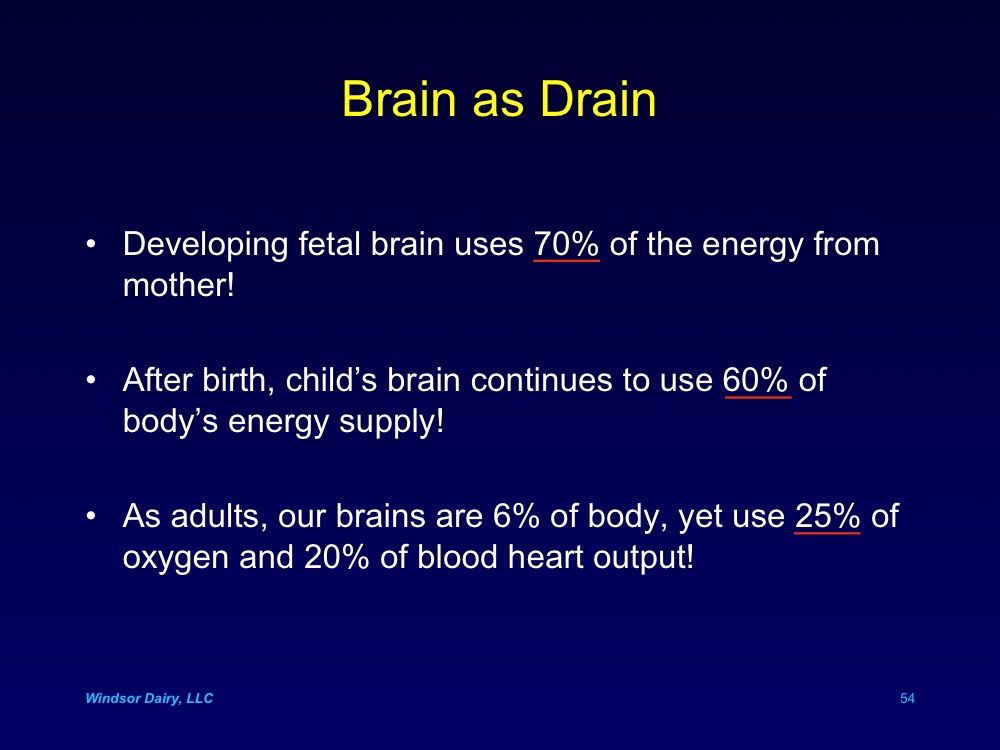 Brain as Drain
• Developing fetal brain uses 70% of the energy from
mother!
• After birth, child’s brain continues to use 60% of
body’s energy supply!
• As adults, our brains are 6% of body, yet use 25% of
oxygen and 20% of blood heart output!
Windsor Dairy, LLC
54